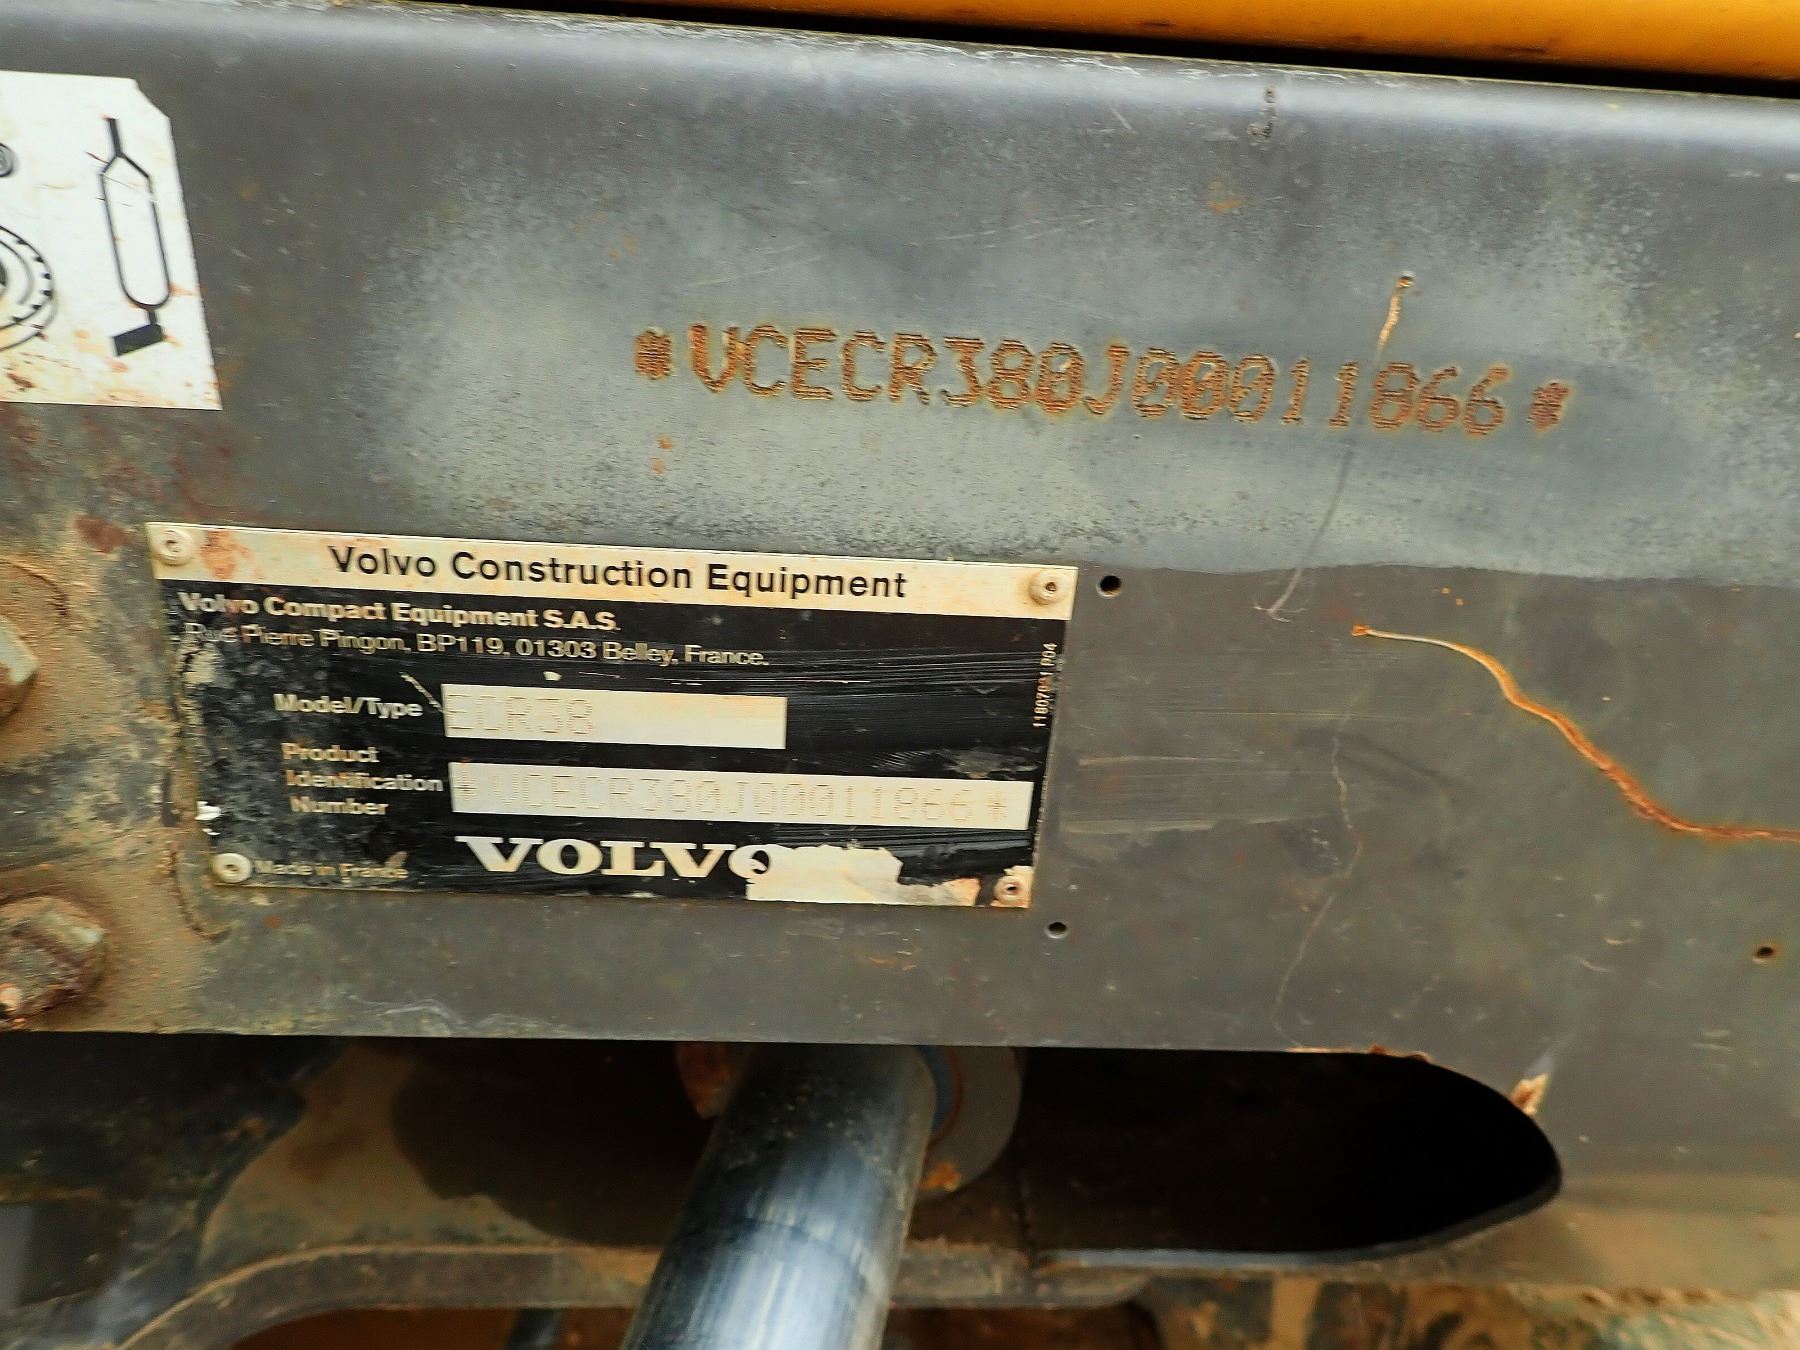 *VCECR380J00011866*
Volvo Construction Equipment
Volvo Compact Equipment S.A.S.
Rue Pierre Pingon, BP119, 01303 Belley, France.
Model/Type ECR38
Product
Identification
Number
*VCECR380J00011866*
VOLVO
Made in France